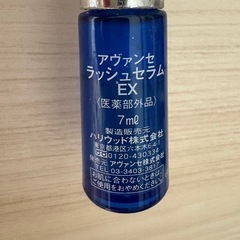 アヴァンセ
ラッシュセラム
EX
〈医薬部外品〉
7mℓ
製造販売元
ハリウッド株式会社
東京都港区六本木6-4-1
0120-430334
発売元 アヴァンセ株式会社
TEL 03-3403-38
お肌に合わないときは、
ご使用をおやめください。